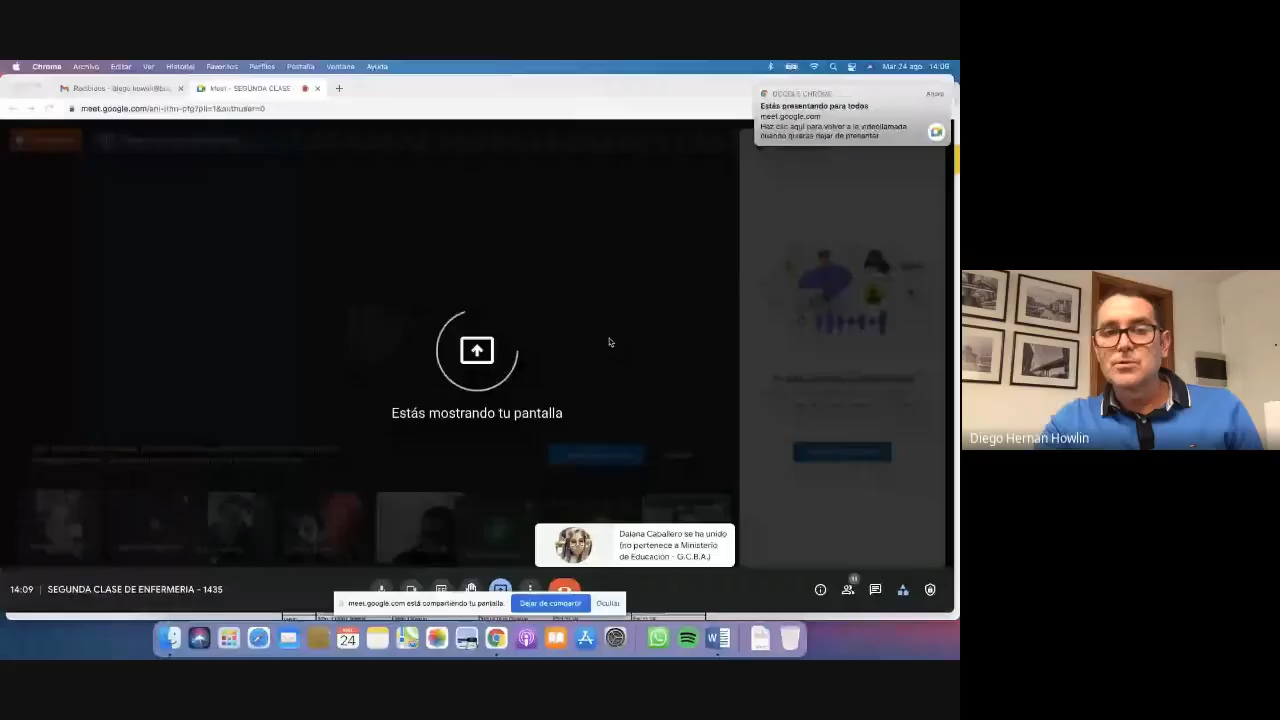 Chrome Archivo Editar Ver Historial Favoritos Perfiles Pestaña Ventana Ayuda
Mar 24 ago. 14:09
Meet - SEGUNDA CLASE
GOOGLE CHROME
Ahora
Estás presentando para todos
meet.google.com
Haz clic aquí para volver a la videollamada
cuando quieras dejar de presentar
Estás mostrando tu pantalla
Diego Hernan Howlin
Daiana Caballero se ha unido
(no pertenece a Ministerio
de Educación - G.C.B.A.)
14:09 | SEGUNDA CLASE DE ENFERMERIA - 1435
meet.google.com está compartiendo tu pantalla.
Dejar de compartir
Ocultar
24